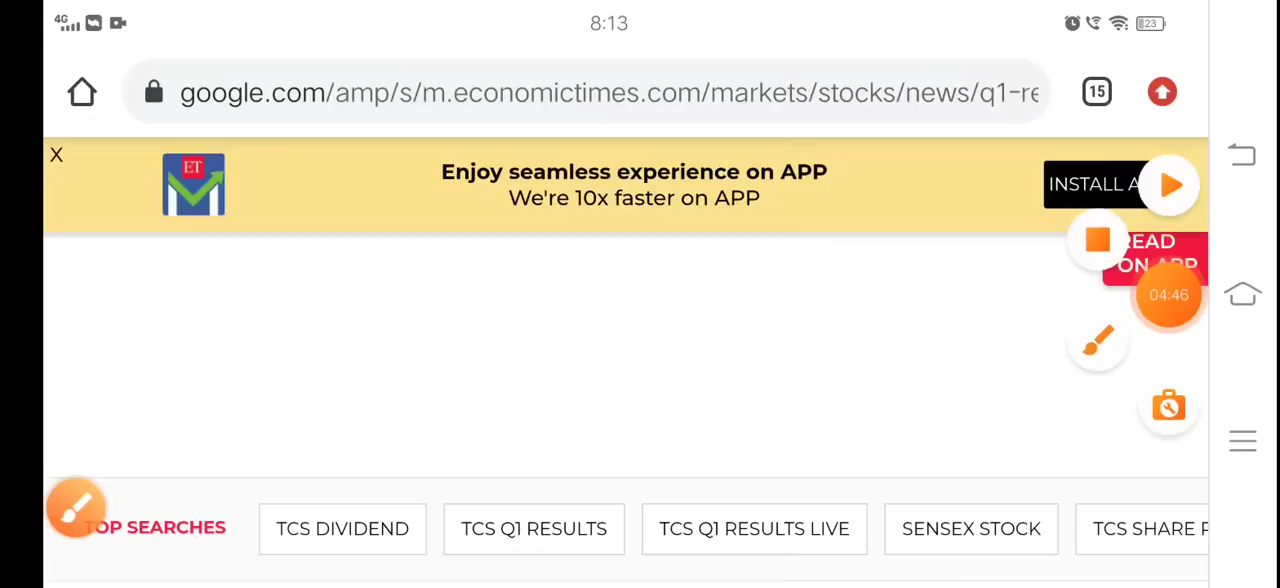 4G
8:13
23
google.com/amp/s/m.economictimes.com/markets/stocks/news/q1-re
15
X
ET
Enjoy seamless experience on APP
We're 10x faster on APP
INSTALL A
READ
ON APP
04:46
TOP SEARCHES
TCS DIVIDEND
TCS Q1 RESULTS
TCS Q1 RESULTS LIVE
SENSEX STOCK
TCS SHARE